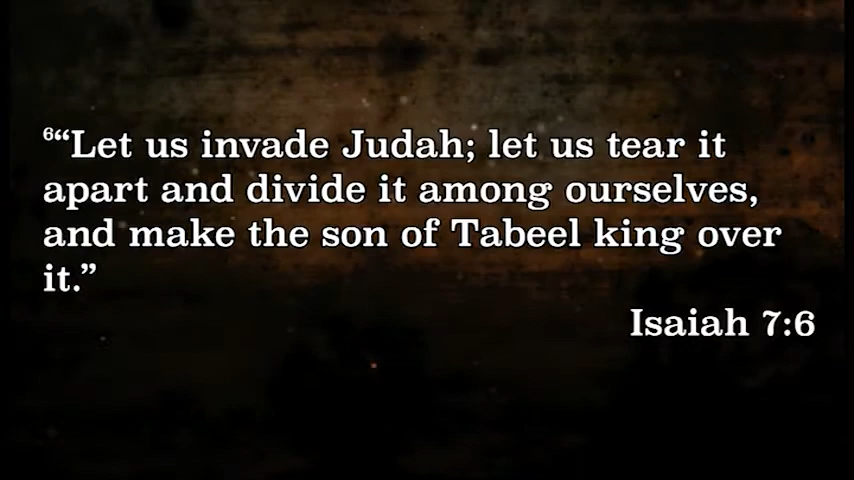 ⁶“Let us invade Judah; let us tear it
apart and divide it among ourselves,
and make the son of Tabeel king over
it.”
Isaiah 7:6